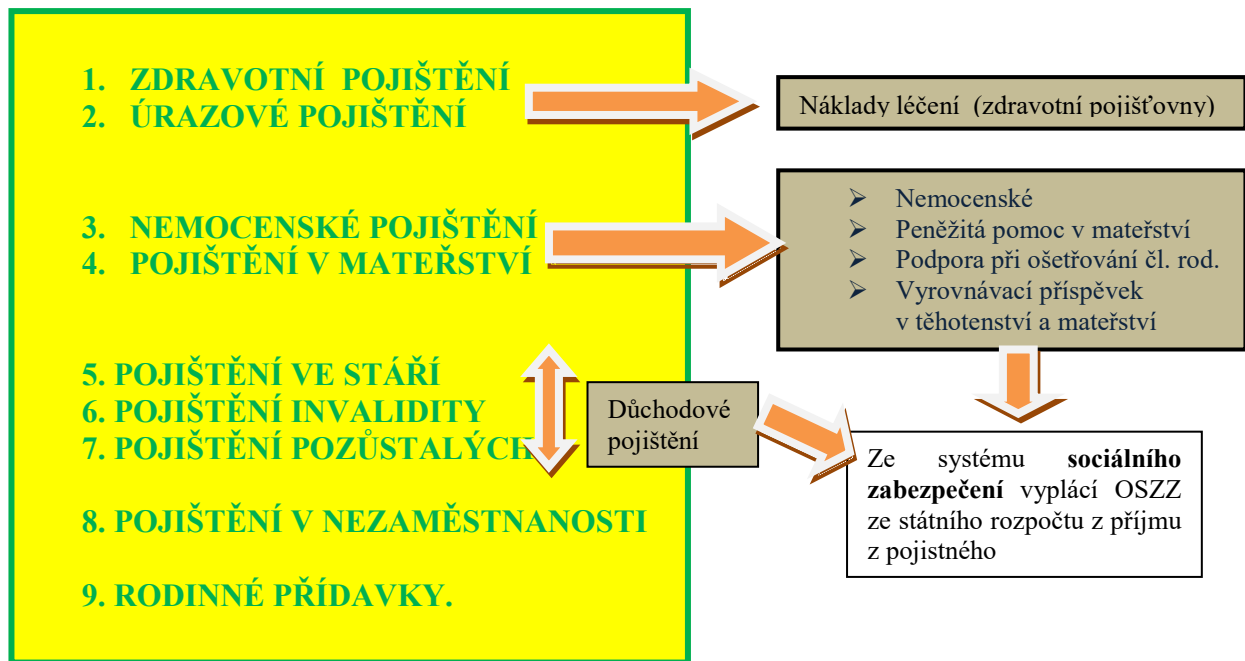 1. ZDRAVOTNÍ POJIŠTĚNÍ
2. ÚRAZOVÉ POJIŠTĚNÍ
Náklady léčení (zdravotní pojišťovny)
3. NEMOCENSKÉ POJIŠTĚNÍ
4. POJIŠTĚNÍ V MATEŘSTVÍ
➢ Nemocenské
➢ Peněžitá pomoc v mateřství
➢ Podpora při ošetřování čl. rod.
➢ Vyrovnávací příspěvek
v těhotenství a mateřství
5. POJIŠTĚNÍ VE STÁŘÍ
6. POJIŠTĚNÍ INVALIDITY
7. POJIŠTĚNÍ POZŮSTALÝCH
Důchodové
pojištění
Ze systému sociálního
zabezpečení vyplácí OSZZ
ze státního rozpočtu z příjmu
z pojistného
8. POJIŠTĚNÍ V NEZAMĚSTNANOSTI
9. RODINNÉ PŘÍDAVKY.